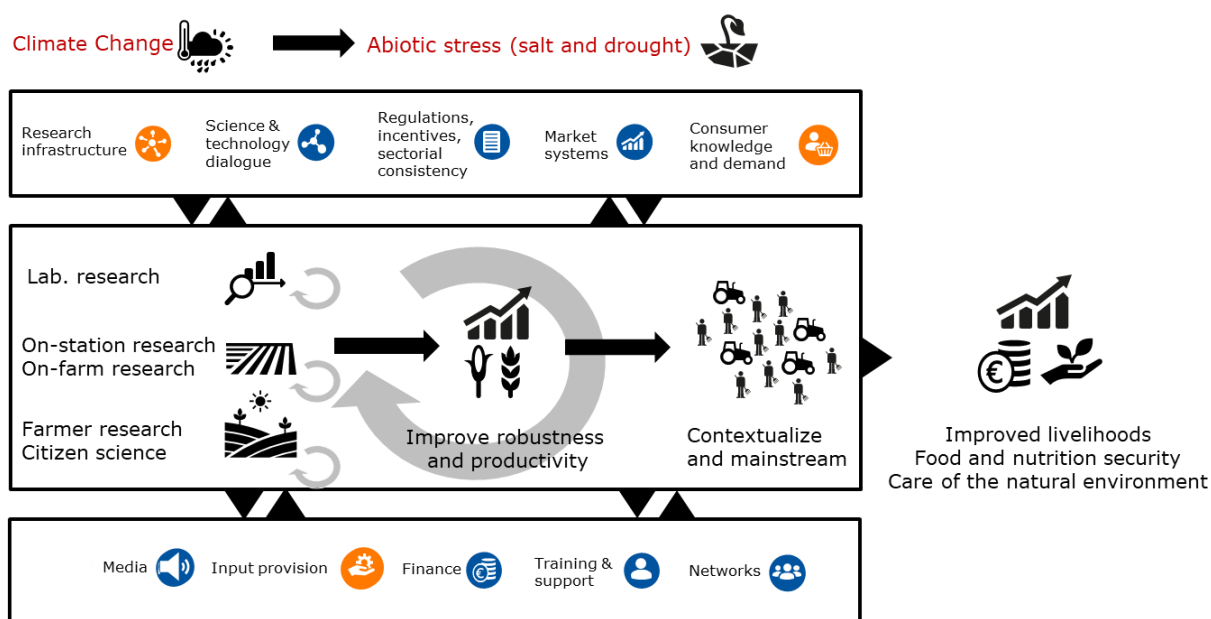 Climate Change
Abiotic stress (salt and drought)
Research
infrastructure
Science &
technology
dialogue
Regulations,
incentives,
sectorial
consistency
Market
systems
Consumer
knowledge
and demand
Lab. research
On-station research
On-farm research
Farmer research
Citizen science
Improve robustness
and productivity
Contextualize
and mainstream
€
Improved livelihoods
Food and nutrition security
Care of the natural environment
Media
Input provision
Finance
€
Training &
support
Networks